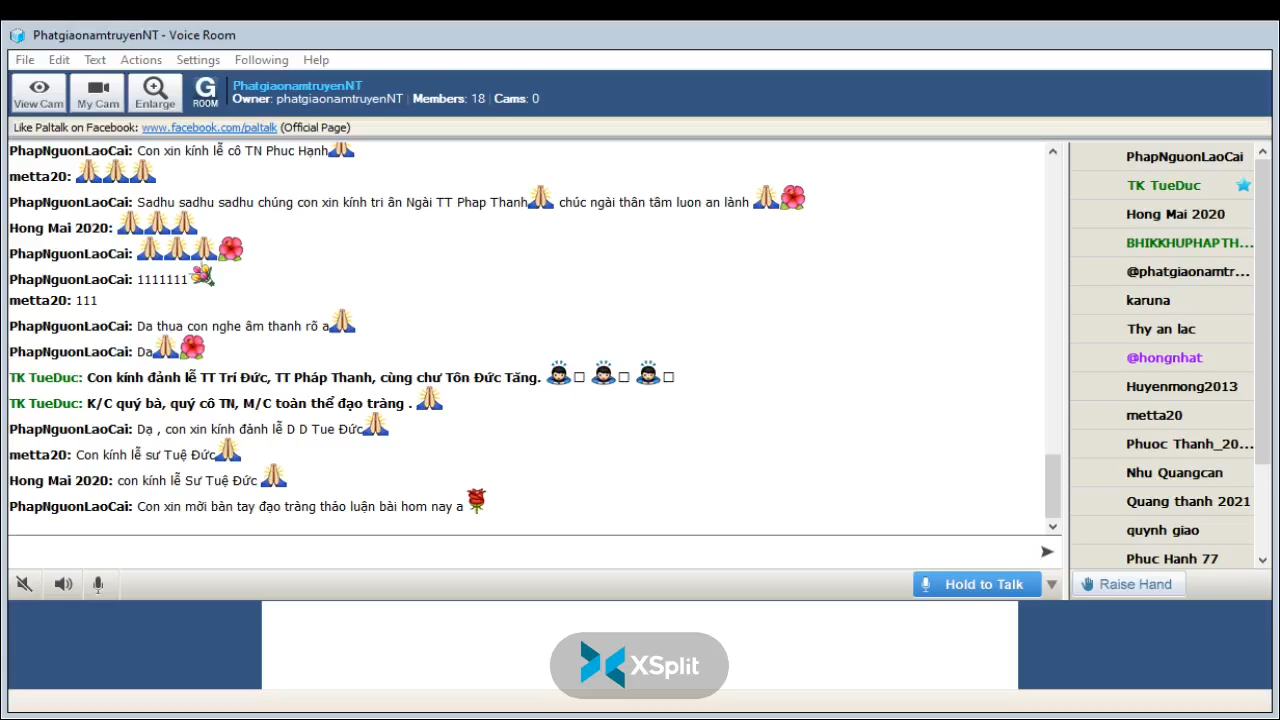 PhatgiaonamtruyenNT - Voice Room
File Edit Text Actions Settings Following Help
View Cam My Cam Enlarge G ROOM
PhatgiaonamtruyenNT
Owner: phatgiaonamtruyenNT | Members: 18 | Cams: 0
Like Paltalk on Facebook: www.facebook.com/paltalk (Official Page)
PhapNguonLaoCai: Con xin kính lễ cô TN Phuc Hạnh🙏
metta20: 🙏🙏🙏
PhapNguonLaoCai: Sadhu sadhu sadhu chúng con xin kính tri ân Ngài TT Phap Thanh🙏 chúc ngài thân tâm luon an lành 🙏🌺
Hong Mai 2020: 🙏🙏🙏
PhapNguonLaoCai: 🙏🙏🙏🌺
PhapNguonLaoCai: 1111111💐
metta20: 111
PhapNguonLaoCai: Da thua con nghe âm thanh rõ a🙏
PhapNguonLaoCai: Da🙏🌺
TK TueDuc: Con kính đảnh lễ TT Trí Đức, TT Pháp Thanh, cùng chư Tôn Đức Tăng. 🙇□ 🙇□ 🙇□
TK TueDuc: K/C quý bà, quý cô TN, M/C toàn thể đạo tràng . 🙏
PhapNguonLaoCai: Dạ , con xin kính đảnh lễ D D Tue Đức🙏
metta20: Con kính lễ sư Tuệ Đức🙏
Hong Mai 2020: con kính lễ Sư Tuệ Đức 🙏
PhapNguonLaoCai: Con xin mời bàn tay đạo tràng thảo luận bài hom nay a 🌹
Hold to Talk
PhapNguonLaoCai
TK TueDuc
Hong Mai 2020
BHIKKHUPHAPTH...
@phatgiaonamtr...
karuna
Thy an lac
@hongnhat
Huyenmong2013
metta20
Phuoc Thanh_20...
Nhu Quangcan
Quang thanh 2021
quynh giao
Phuc Hanh 77
Raise Hand
XSplit